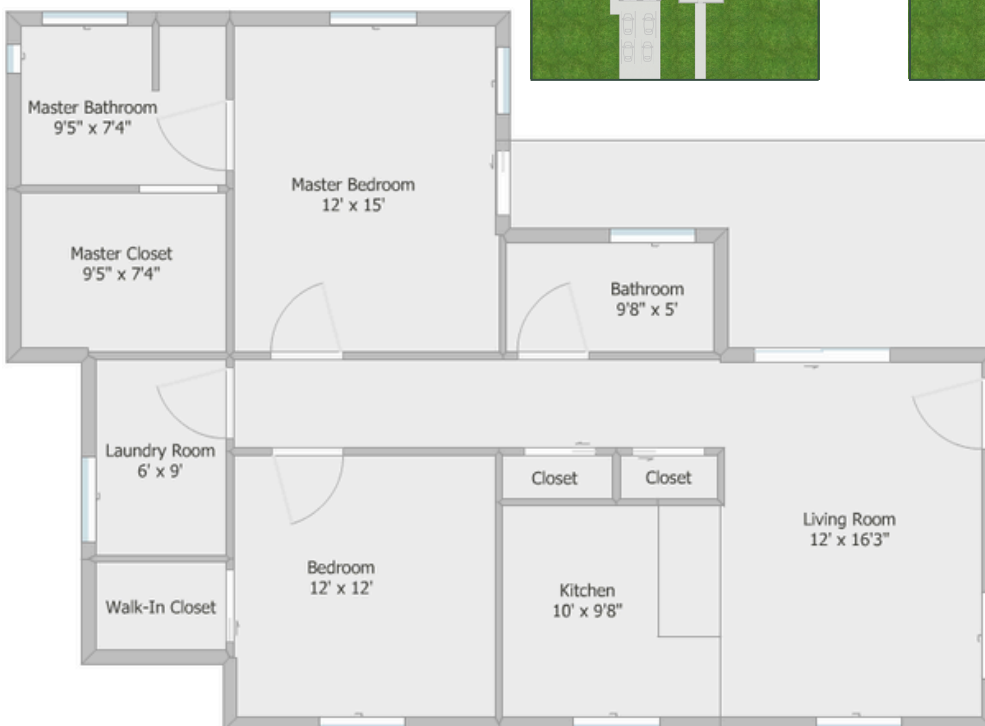 Master Bathroom
9'5" x 7'4"
Master Bedroom
12' x 15'
Master Closet
9'5" x 7'4"
Bathroom
9'8" x 5'
Laundry Room
6' x 9'
Closet
Closet
Living Room
12' x 16'3"
Bedroom
12' x 12'
Kitchen
10' x 9'8"
Walk-In Closet